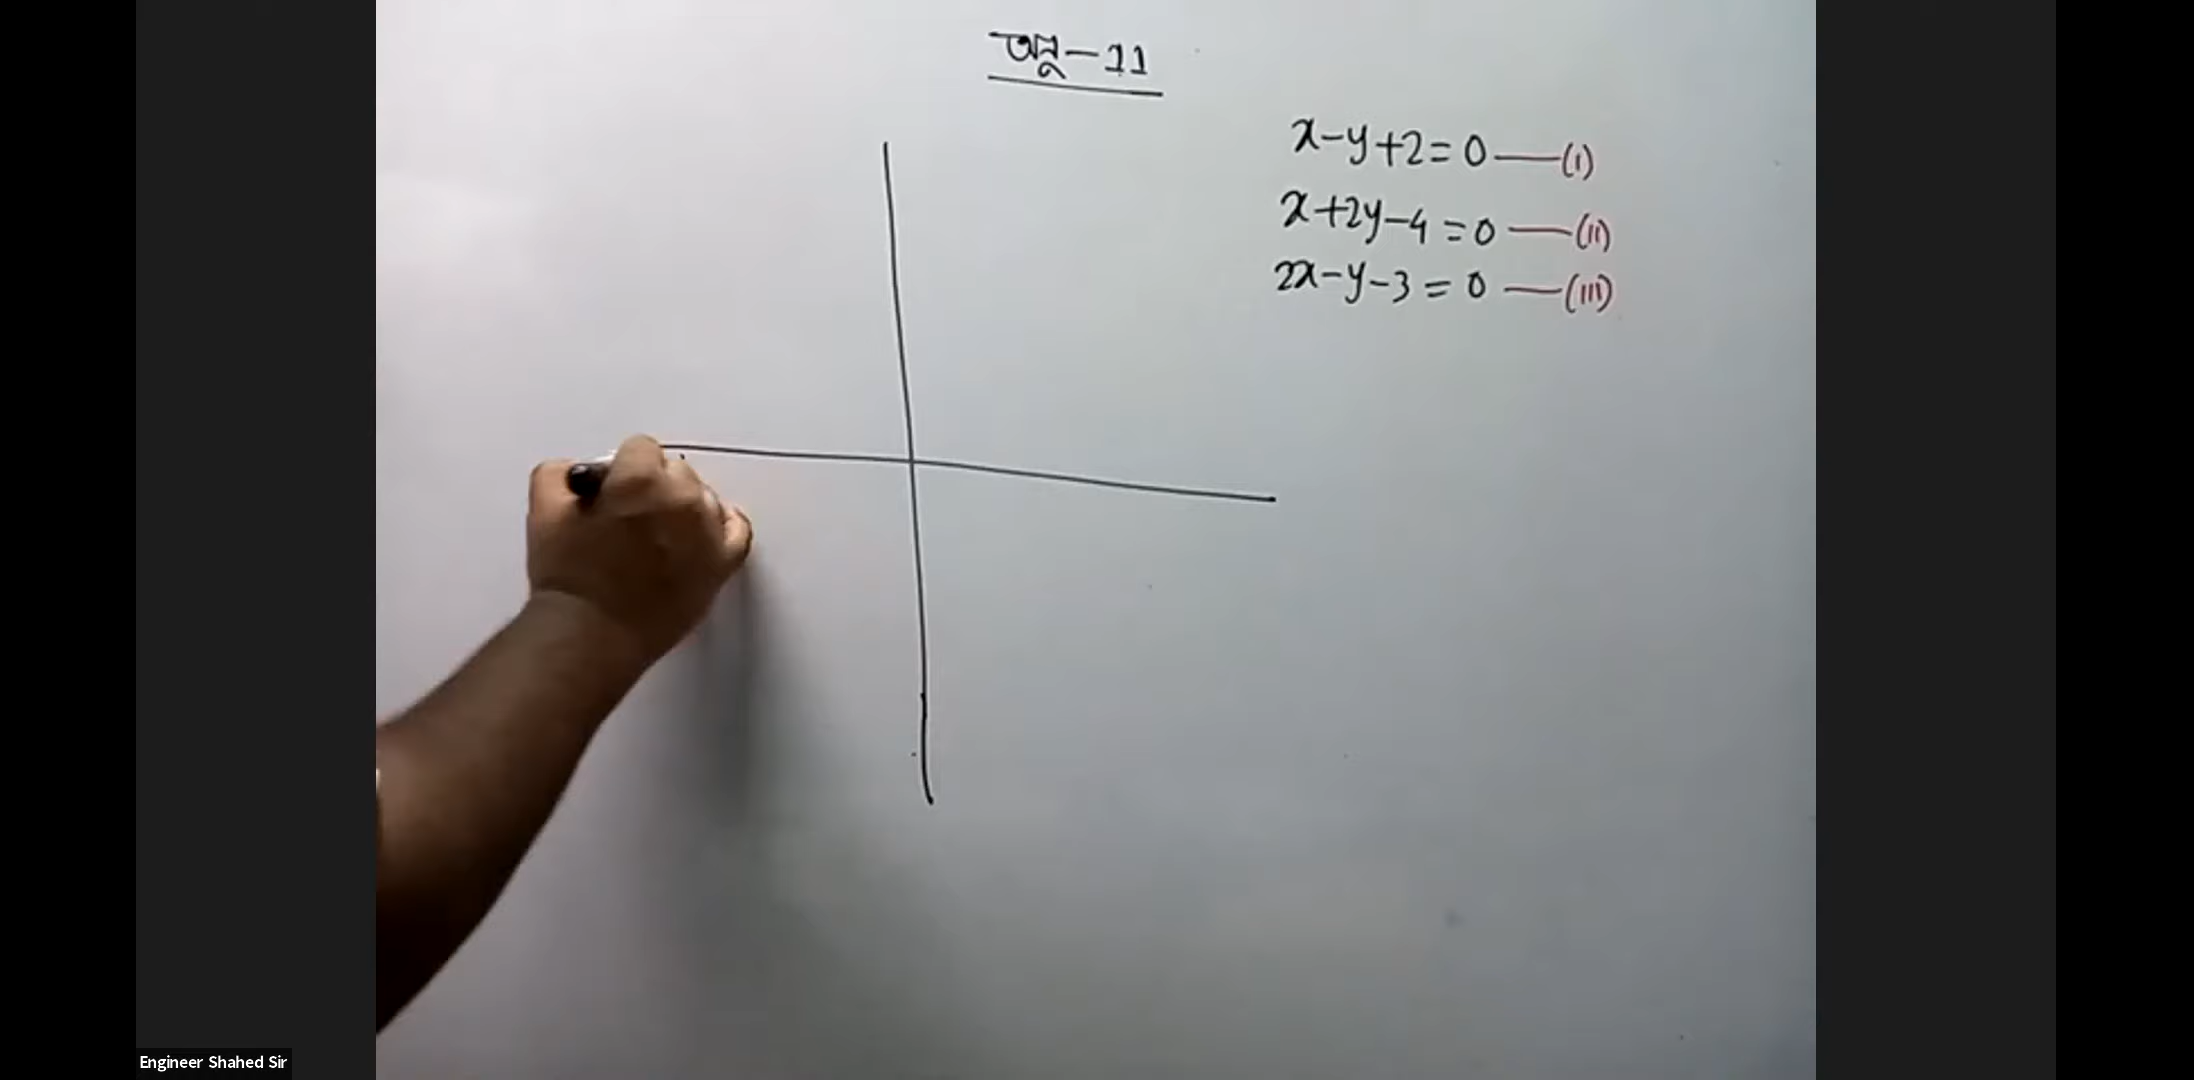 অনু-11
x-y+2=0 —(i)
x+2y-4=0 —(ii)
2x-y-3=0 —(iii)
Engineer Shahed Sir